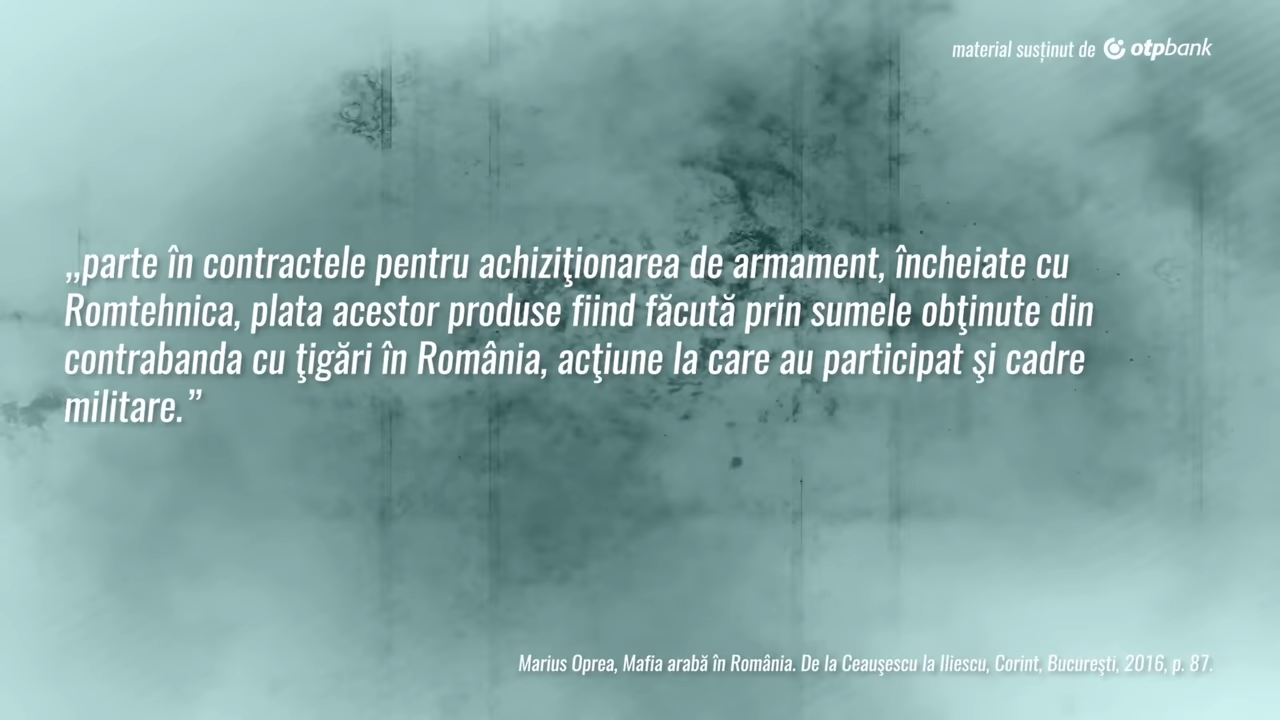 material susținut de otpbank
„parte în contractele pentru achiziţionarea de armament, încheiate cu
Romtehnica, plata acestor produse fiind făcută prin sumele obţinute din
contrabanda cu ţigări în România, acţiune la care au participat şi cadre
militare.”
Marius Oprea, Mafia arabă în România. De la Ceauşescu la Iliescu, Corint, Bucureşti, 2016, p. 87.